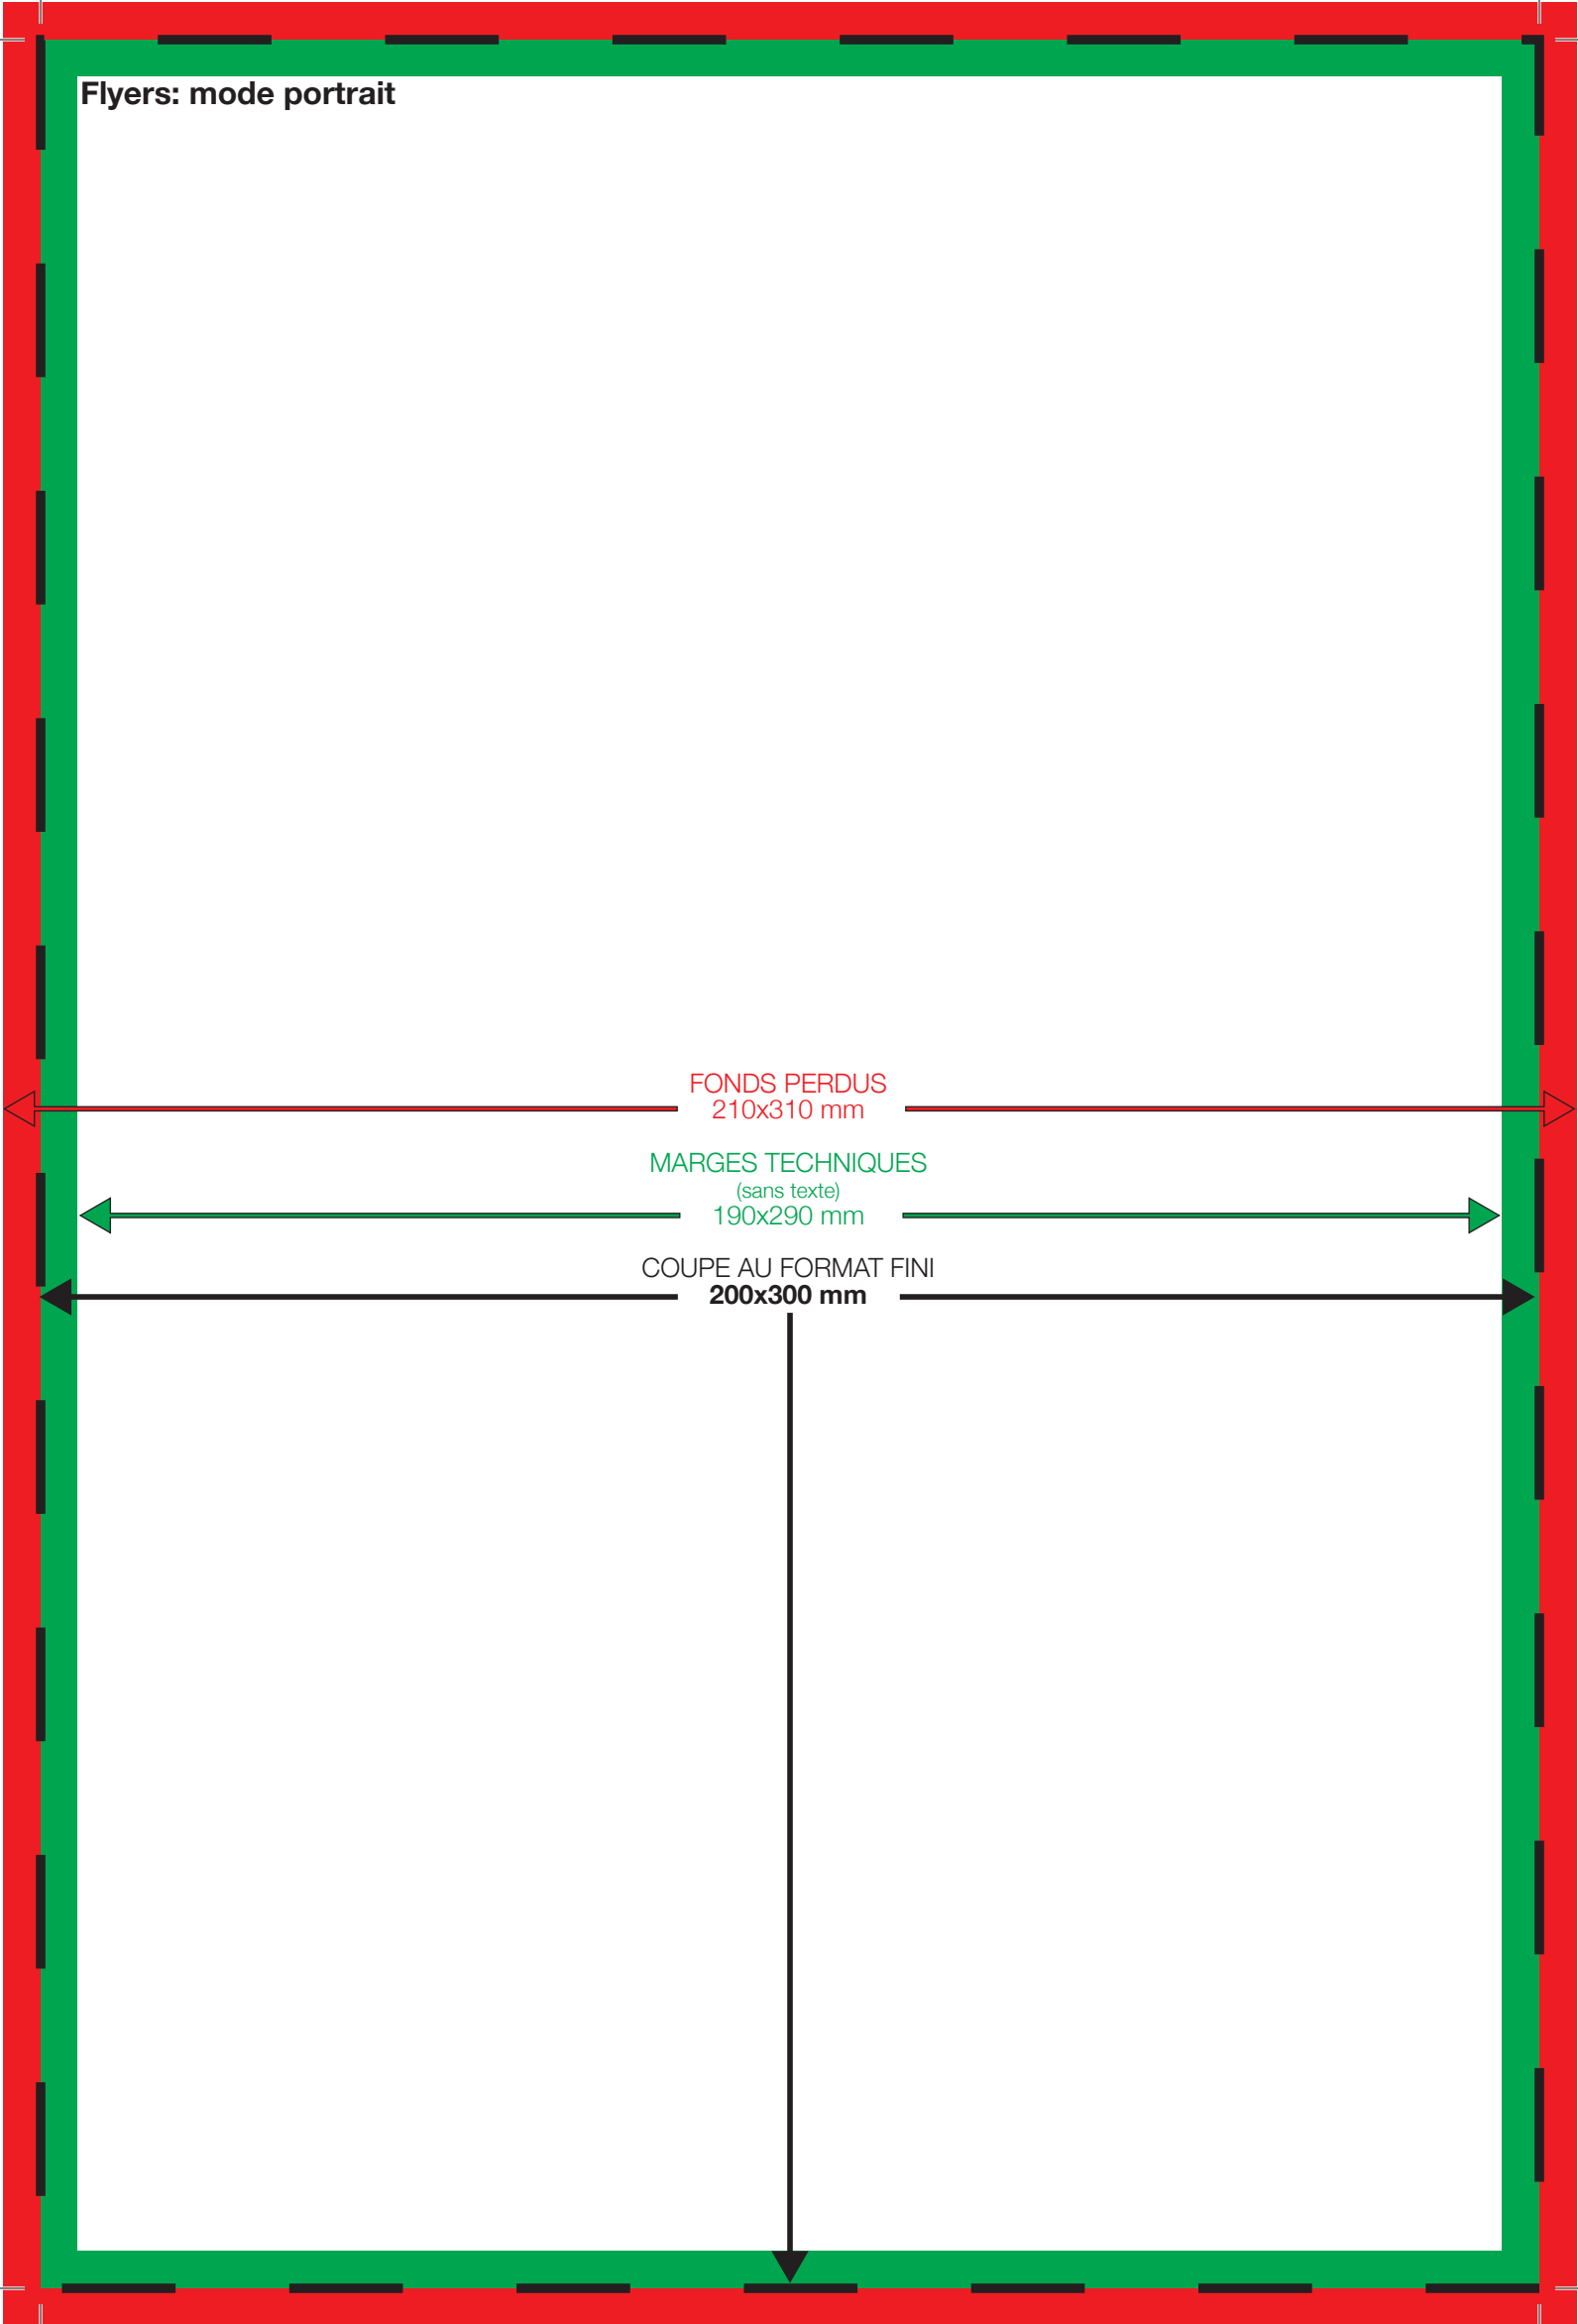 Flyers: mode portrait
FONDS PERDUS
210x310 mm
MARGES TECHNIQUES
(sans texte)
190x290 mm
COUPE AU FORMAT FINI
200x300 mm